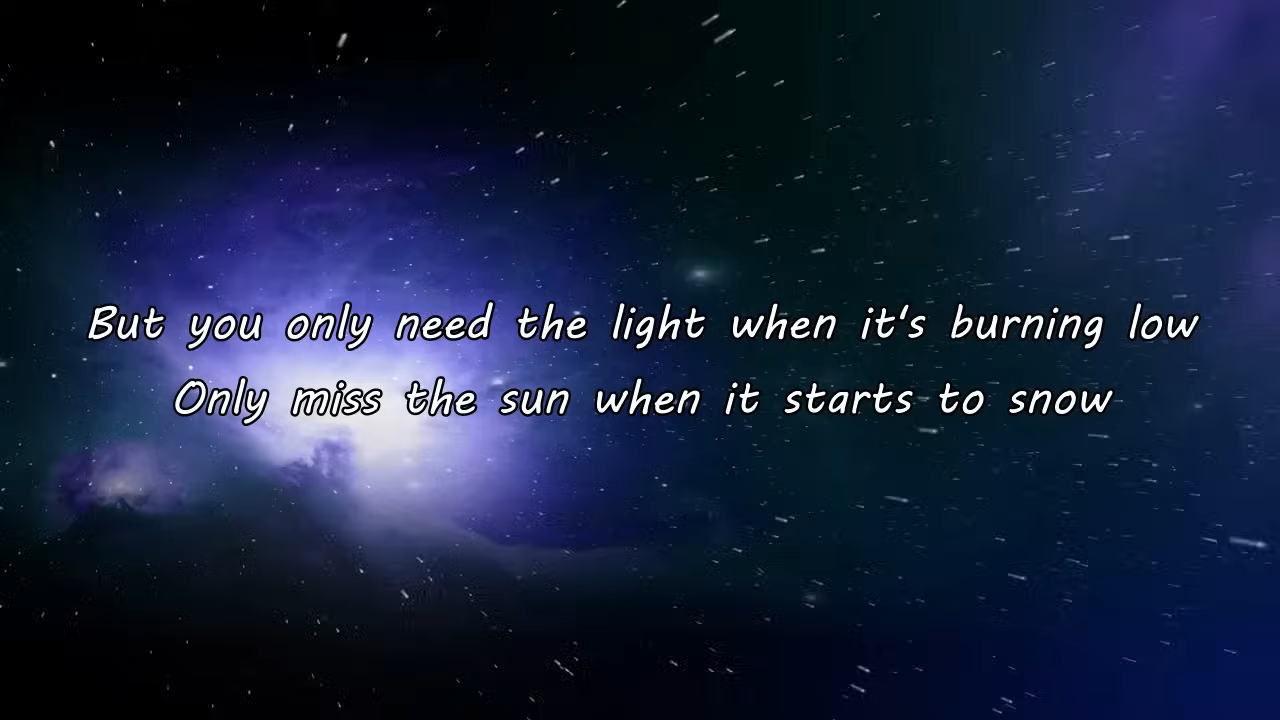 But you only need the light when it's burning low
Only miss the sun when it starts to snow